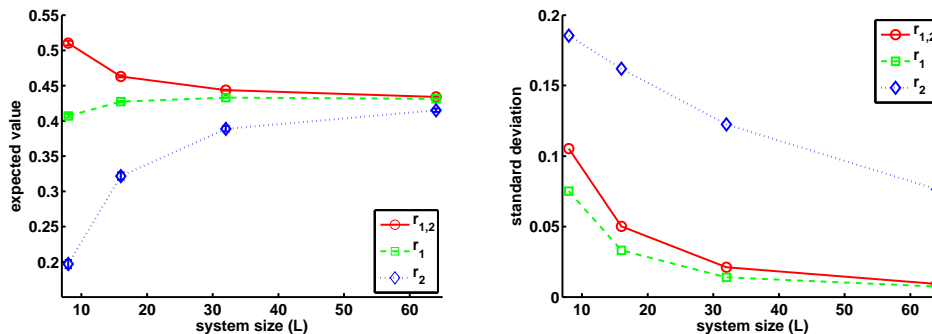 0.55
0.5
0.45
0.4
0.35
0.3
0.25
0.2
expected value
10 20 30 40 50 60
system size (L)
r1,2
r1
r2
0.2
0.15
0.1
0.05
0
standard deviation
10 20 30 40 50 60
system size (L)
r1,2
r1
r2